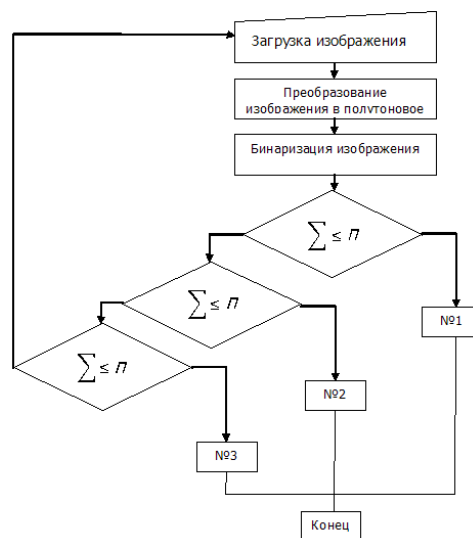 Загрузка изображения
Преобразование
изображения в полутоновое
Бинаризация изображения
∑ ≤ П
∑ ≤ П
№1
∑ ≤ П
№2
№3
Конец